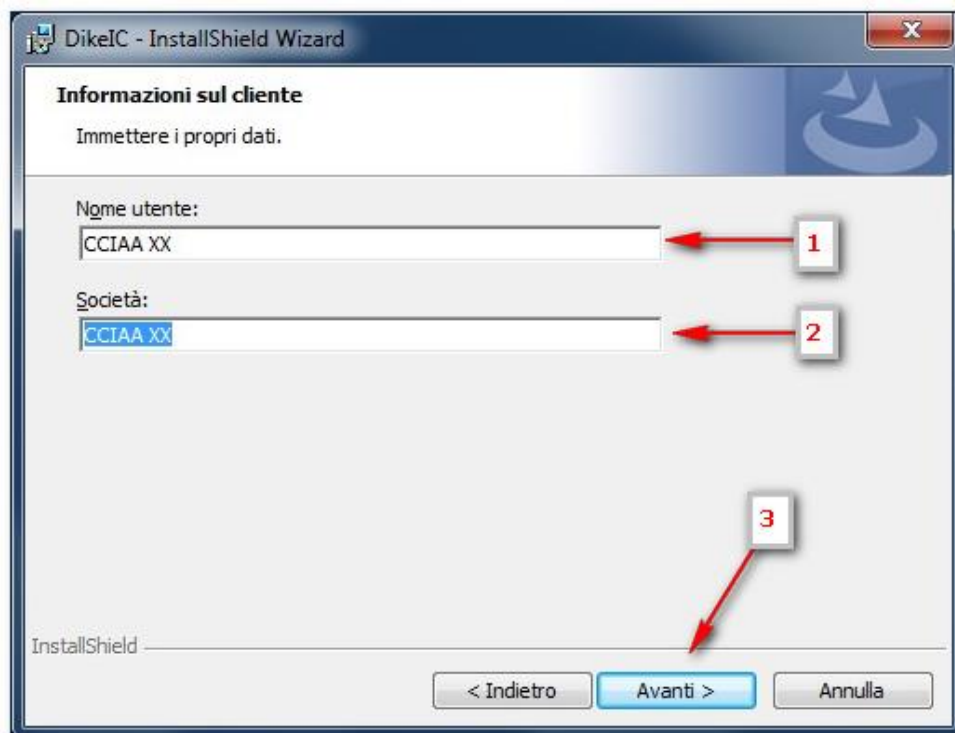 DikeIC - InstallShield Wizard
Informazioni sul cliente
Immettere i propri dati.
Nome utente:
CCIAA XX
1
Società:
CCIAA XX
2
3
InstallShield
< Indietro
Avanti >
Annulla